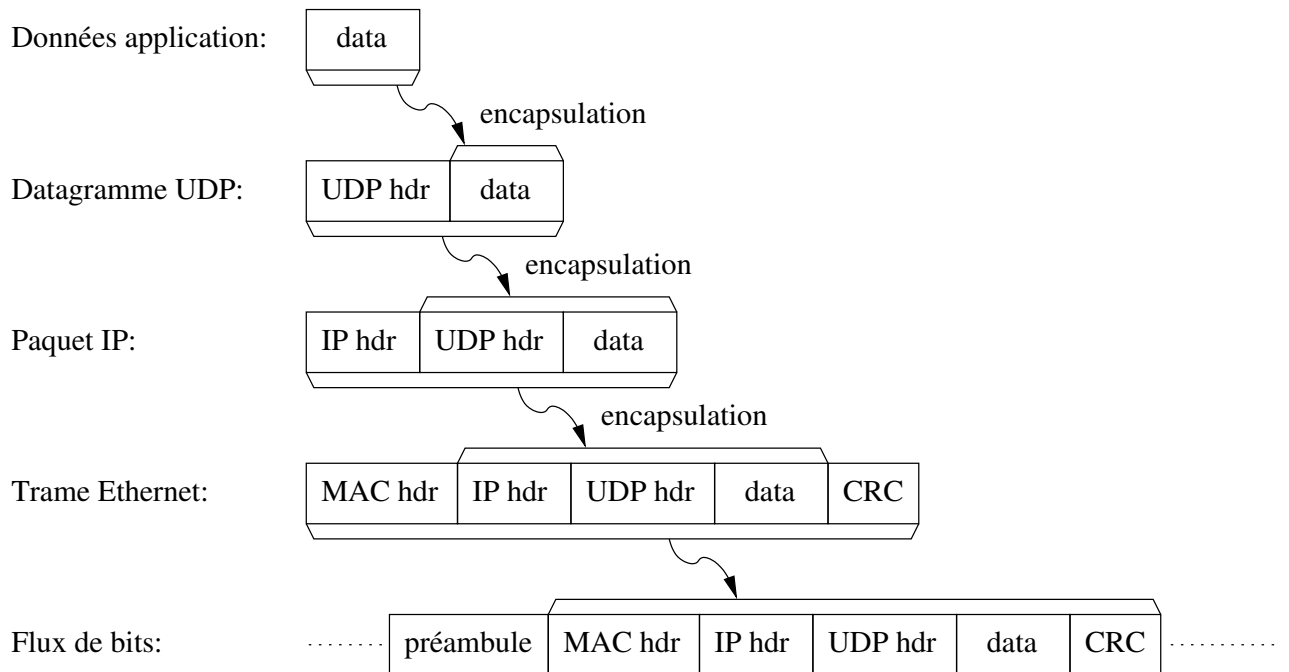 Données application: data
encapsulation
Datagramme UDP: UDP hdr data
encapsulation
Paquet IP: IP hdr UDP hdr data
encapsulation
Trame Ethernet: MAC hdr IP hdr UDP hdr data CRC
Flux de bits: préambule MAC hdr IP hdr UDP hdr data CRC